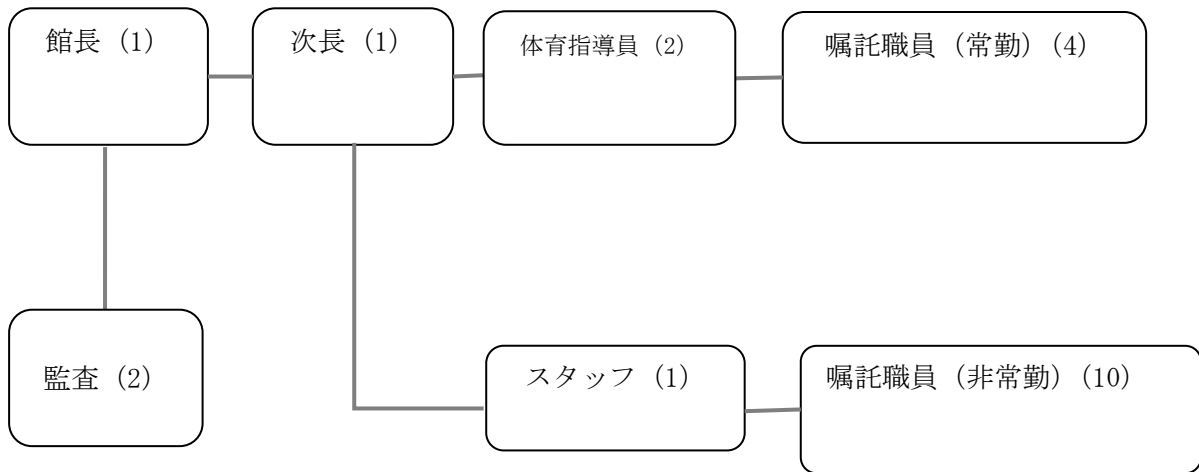 館長（1）
次長（1）
体育指導員（2）
嘱託職員（常勤）（4）
監査（2）
スタッフ（1）
嘱託職員（非常勤）（10）